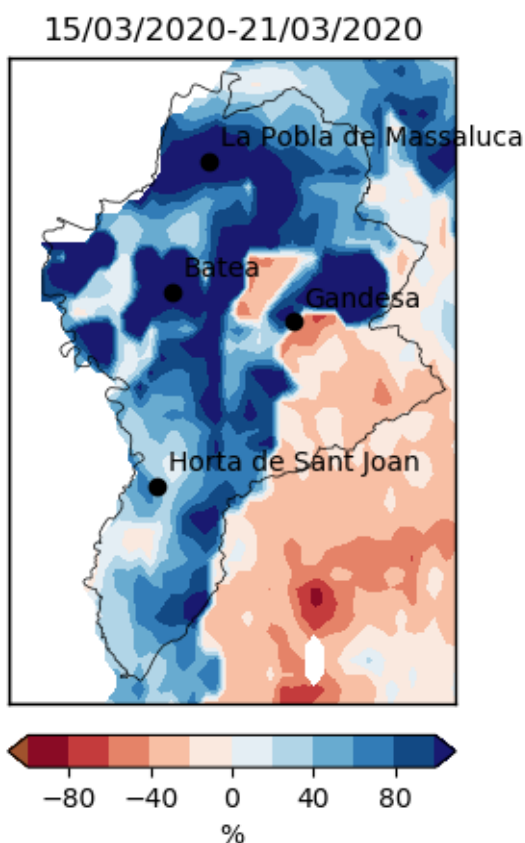 15/03/2020-21/03/2020
La Pobla de Massaluca
Batea
Gandesa
Horta de Sant Joan
−80 −40 0 40 80
%